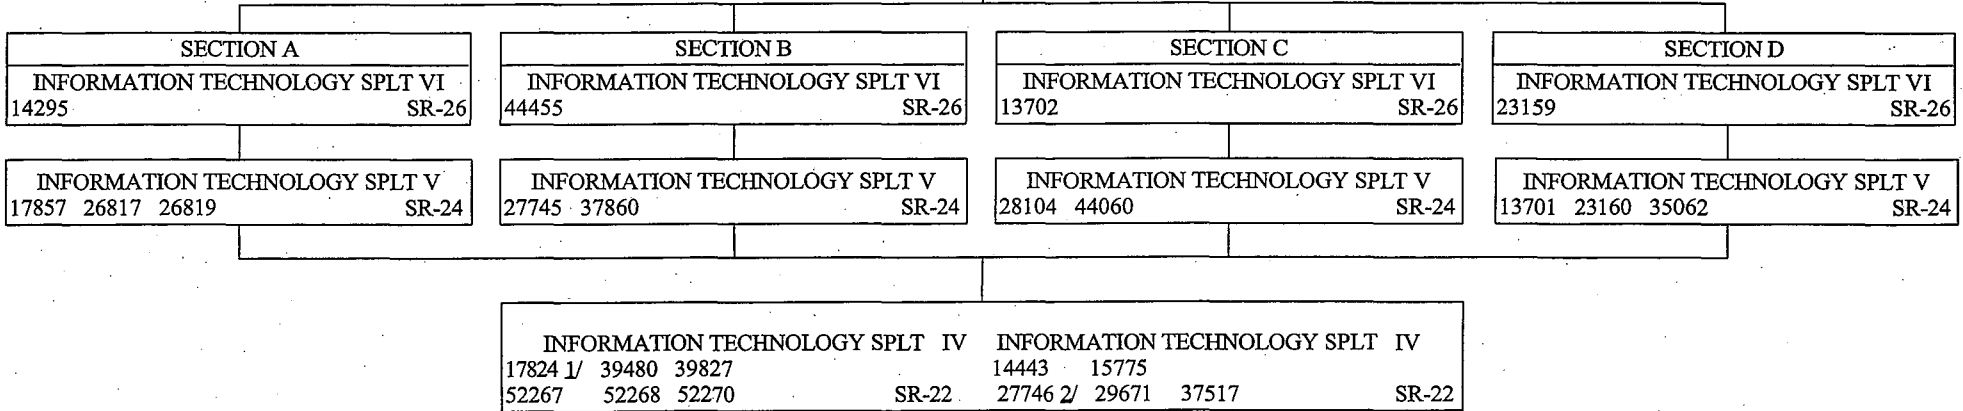 SECTION A
INFORMATION TECHNOLOGY SPLT VI
14295 SR-26
INFORMATION TECHNOLOGY SPLT V
17857 26817 26819 SR-24
SECTION B
INFORMATION TECHNOLOGY SPLT VI
44455 SR-26
INFORMATION TECHNOLOGY SPLT V
27745 37860 SR-24
SECTION C
INFORMATION TECHNOLOGY SPLT VI
13702 SR-26
INFORMATION TECHNOLOGY SPLT V
28104 44060 SR-24
SECTION D
INFORMATION TECHNOLOGY SPLT VI
23159 SR-26
INFORMATION TECHNOLOGY SPLT V
13701 23160 35062 SR-24
INFORMATION TECHNOLOGY SPLT IV
17824 1/ 39480 39827
52267 52268 52270 SR-22
INFORMATION TECHNOLOGY SPLT IV
14443 15775
27746 2/ 29671 37517 SR-22